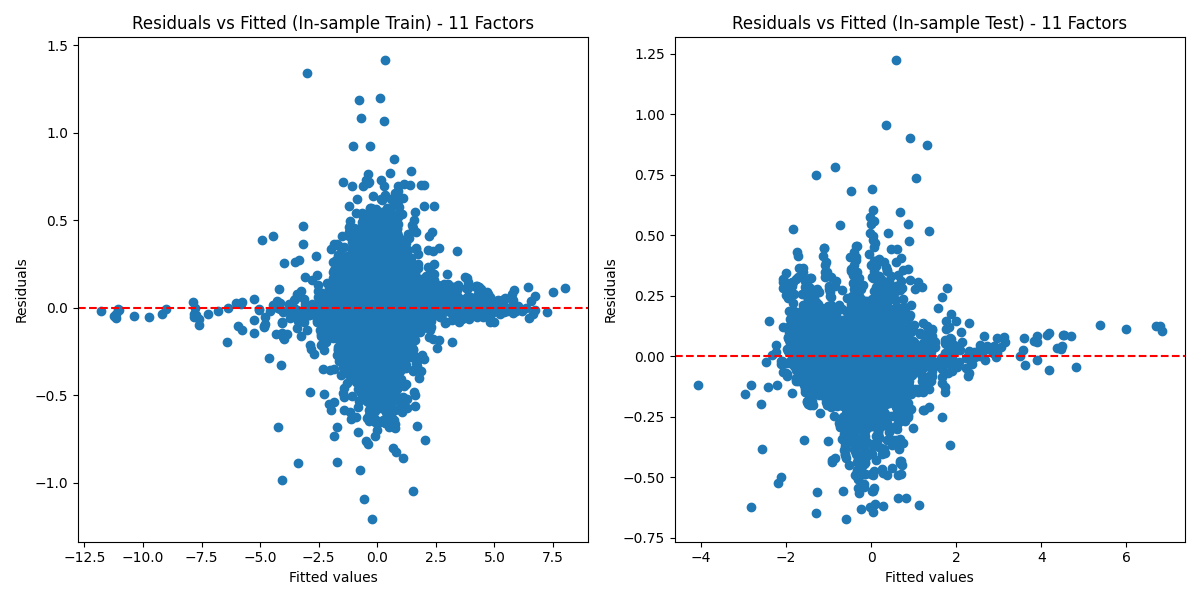 Residuals vs Fitted (In-sample Train) - 11 Factors
Residuals
1.5
1.0
0.5
0.0
−0.5
−1.0
−12.5 −10.0 −7.5 −5.0 −2.5 0.0 2.5 5.0 7.5
Fitted values
Residuals vs Fitted (In-sample Test) - 11 Factors
Residuals
1.25
1.00
0.75
0.50
0.25
0.00
−0.25
−0.50
−0.75
−4 −2 0 2 4 6
Fitted values